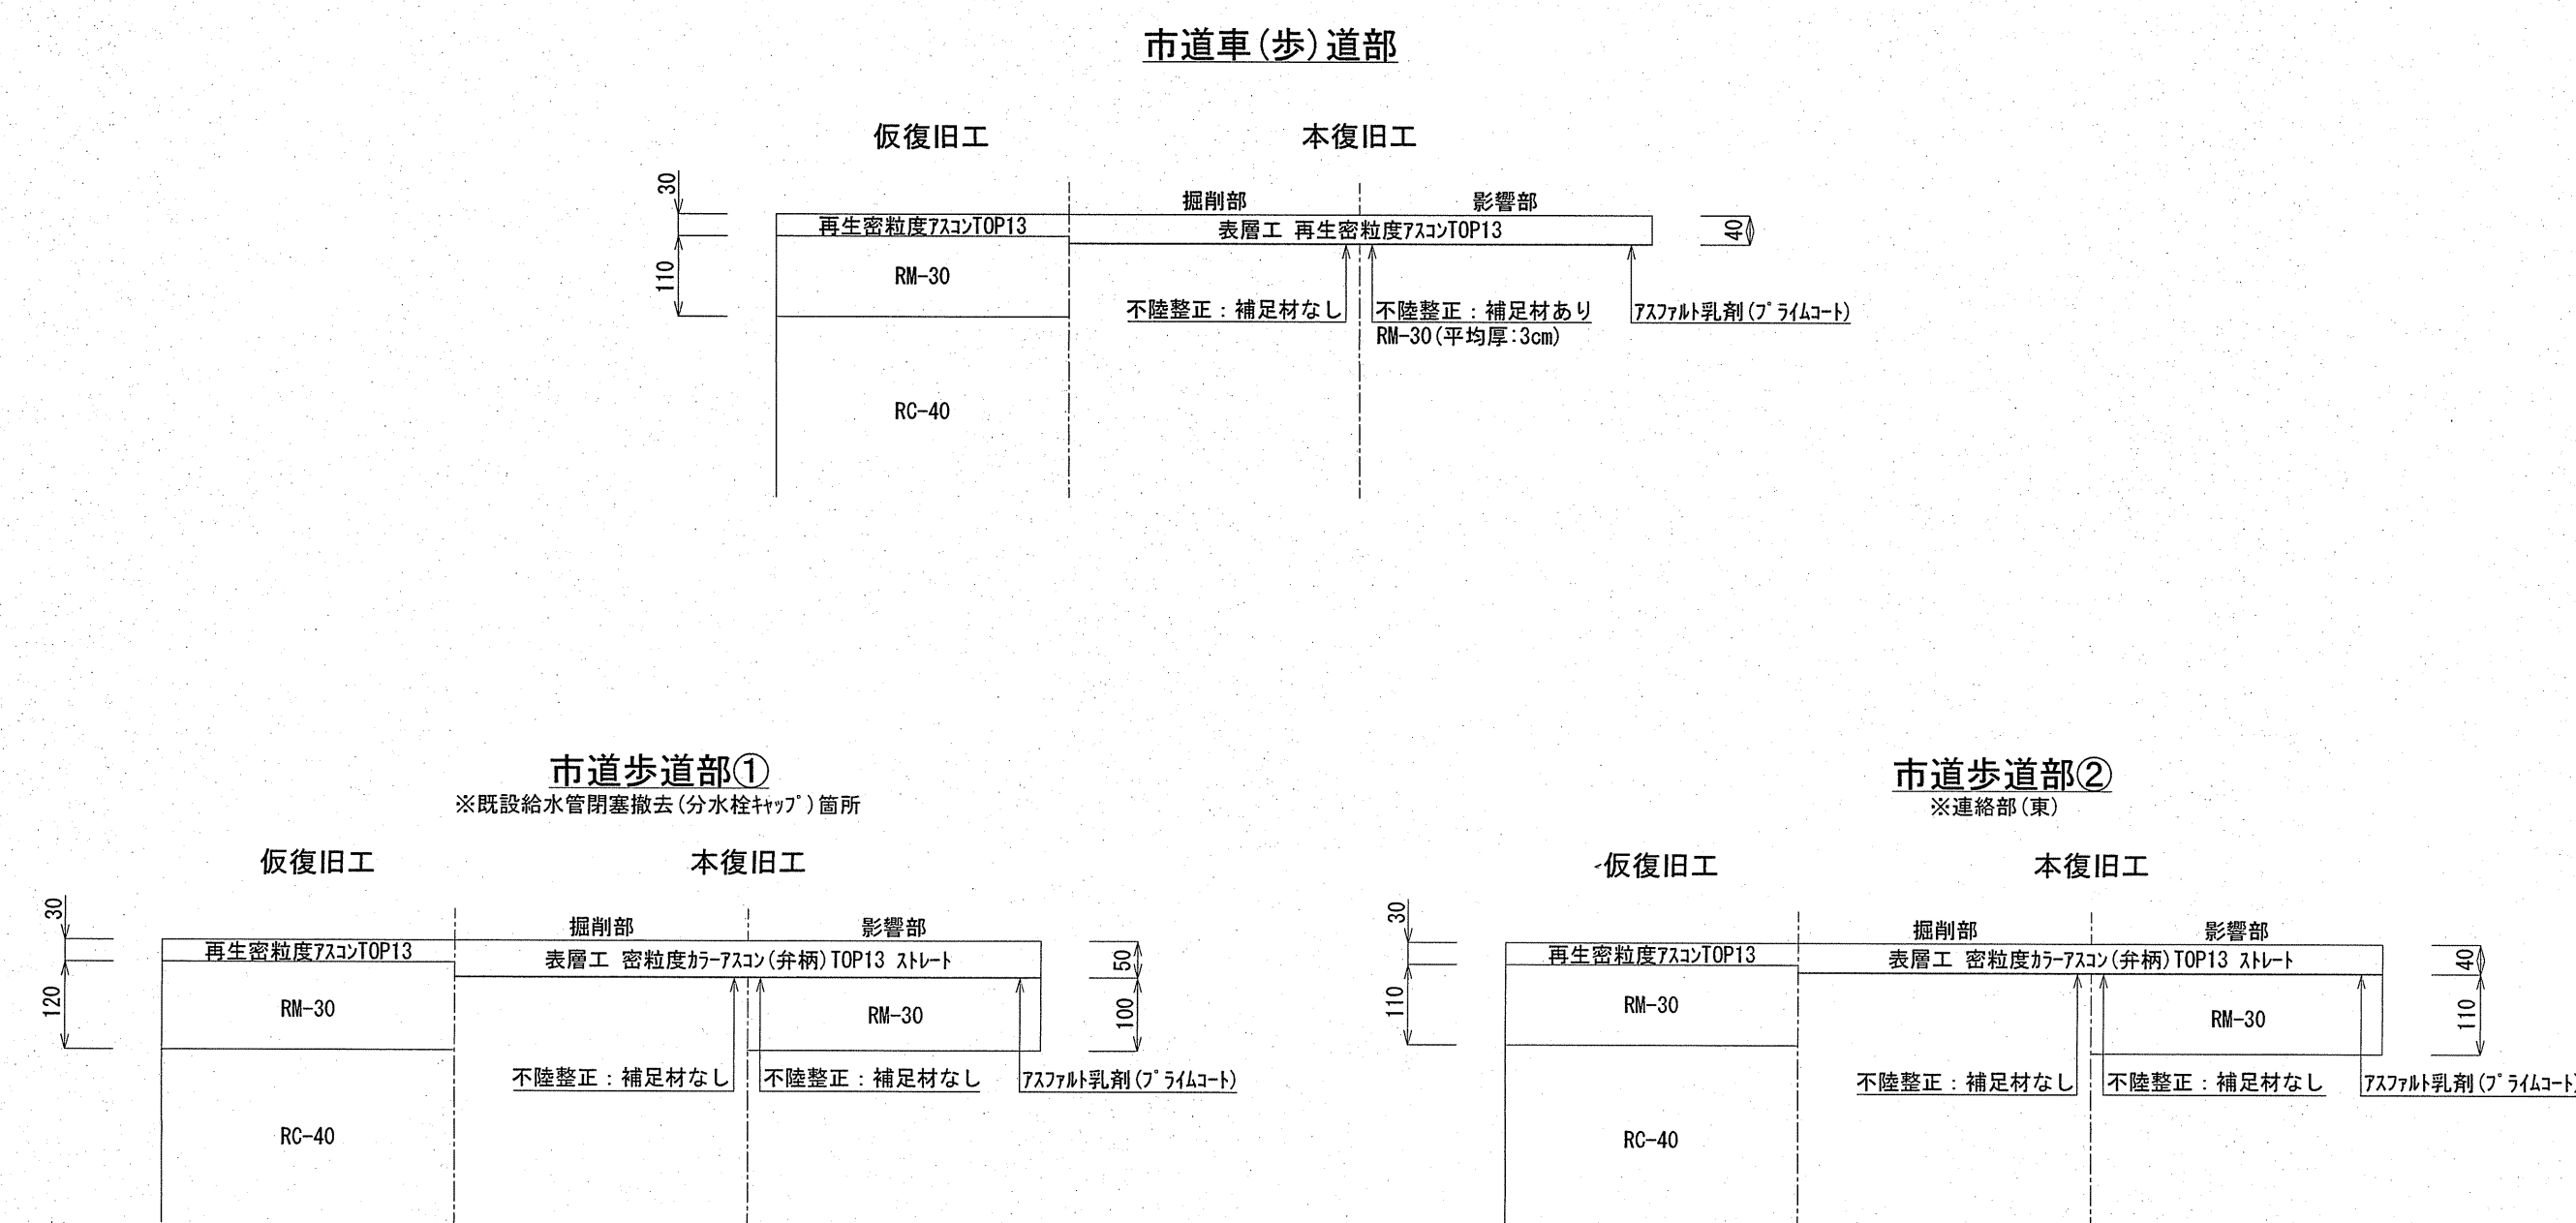 市道車(歩)道部
仮復旧工
本復旧工
30
掘削部
影響部
再生密粒度ｱｽｺﾝTOP13
表層工 再生密粒度ｱｽｺﾝTOP13
40
110
RM-30
不陸整正：補足材なし
不陸整正：補足材あり
RM-30(平均厚:3cm)
ｱｽﾌｧﾙﾄ乳剤(ﾌﾟﾗｲﾑｺｰﾄ)
RC-40
市道歩道部①
※既設給水管閉塞撤去(分水栓ｷｬｯﾌﾟ)箇所
仮復旧工
本復旧工
30
掘削部
影響部
再生密粒度ｱｽｺﾝTOP13
表層工 密粒度ｶﾗｰｱｽｺﾝ(弁柄)TOP13 ｽﾄﾚｰﾄ
50
120
RM-30
RM-30
100
不陸整正：補足材なし
不陸整正：補足材なし
ｱｽﾌｧﾙﾄ乳剤(ﾌﾟﾗｲﾑｺｰﾄ)
RC-40
市道歩道部②
※連絡部(東)
仮復旧工
本復旧工
30
掘削部
影響部
再生密粒度ｱｽｺﾝTOP13
表層工 密粒度ｶﾗｰｱｽｺﾝ(弁柄)TOP13 ｽﾄﾚｰﾄ
40
110
RM-30
RM-30
110
不陸整正：補足材なし
不陸整正：補足材なし
ｱｽﾌｧﾙﾄ乳剤(ﾌﾟﾗｲﾑｺｰﾄ)
RC-40